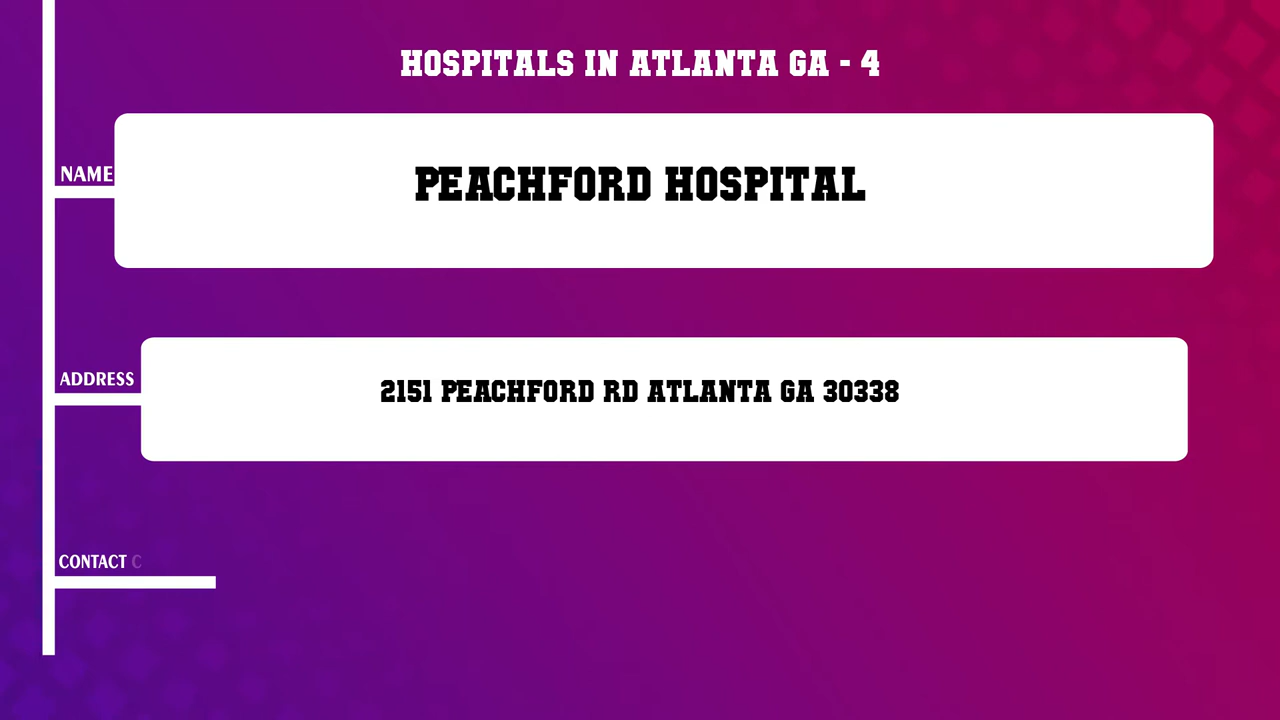 HOSPITALS IN ATLANTA GA - 4
NAME
PEACHFORD HOSPITAL
ADDRESS
2151 PEACHFORD RD ATLANTA GA 30338
CONTACT C